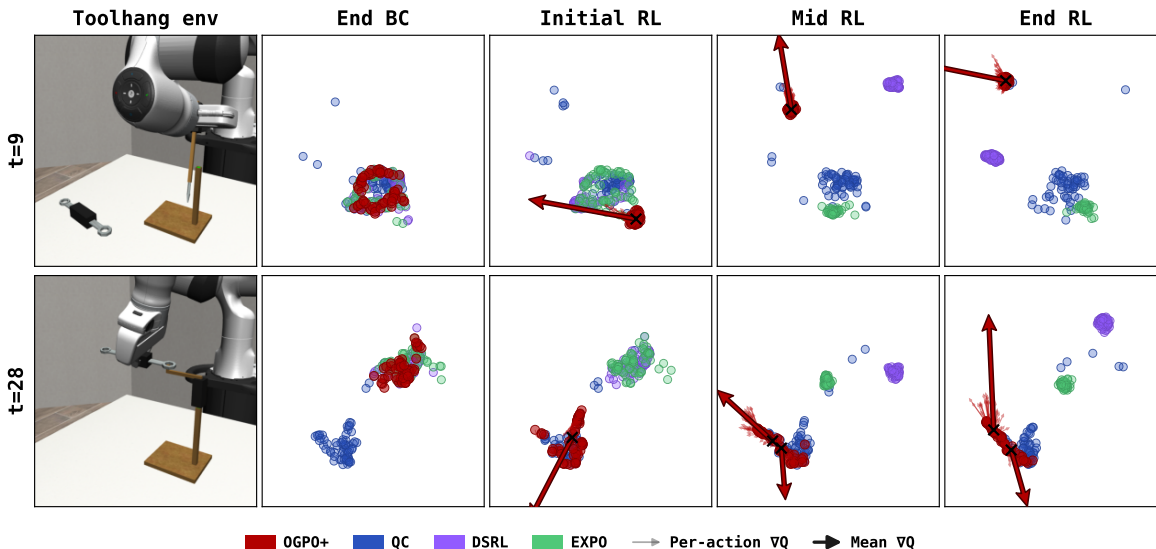 Toolhang env End BC Initial RL Mid RL End RL
t=9
t=28
OGPO+ QC DSRL EXPO Per-action ∇Q Mean ∇Q